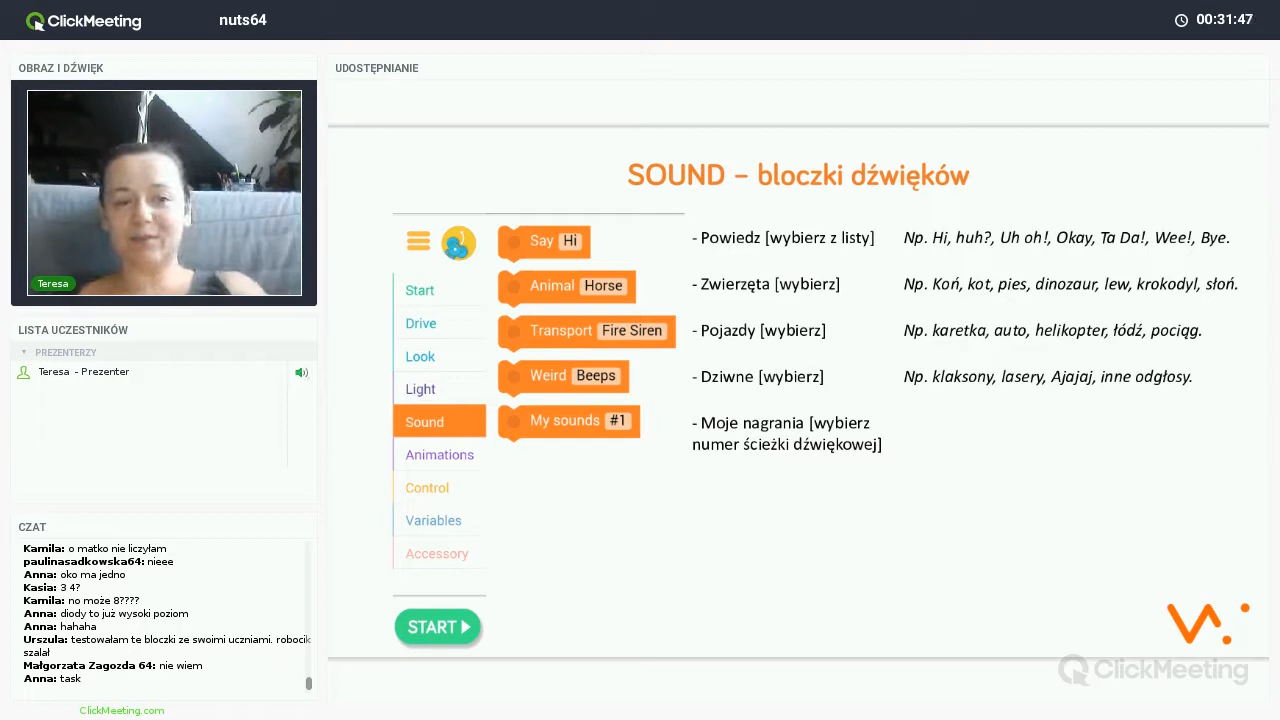 ClickMeeting
nuts64
00:31:47
OBRAZ I DŹWIĘK
Teresa
LISTA UCZESTNIKÓW
PREZENTERZY
Teresa - Prezenter
CZAT
Kamila: o matko nie liczyłam
paulinasadkowska64: nieee
Anna: oko ma jedno
Kasia: 3 4?
Kamila: no może 8????
Anna: diody to już wysoki poziom
Anna: hahaha
Urszula: testowałam te bloczki ze swoimi uczniami. robocik
szalał
Małgorzata Zagozda 64: nie wiem
Anna: task
ClickMeeting.com
UDOSTĘPNIANIE
SOUND – bloczki dźwięków
Start
Drive
Look
Light
Sound
Animations
Control
Variables
Accessory
START
Say Hi
Animal Horse
Transport Fire Siren
Weird Beeps
My sounds #1
- Powiedz [wybierz z listy] Np. Hi, huh?, Uh oh!, Okay, Ta Da!, Wee!, Bye.
- Zwierzęta [wybierz] Np. Koń, kot, pies, dinozaur, lew, krokodyl, słoń.
- Pojazdy [wybierz] Np. karetka, auto, helikopter, łódź, pociąg.
- Dziwne [wybierz] Np. klaksony, lasery, Ajajaj, inne odgłosy.
- Moje nagrania [wybierz
numer ścieżki dźwiękowej]
ClickMeeting